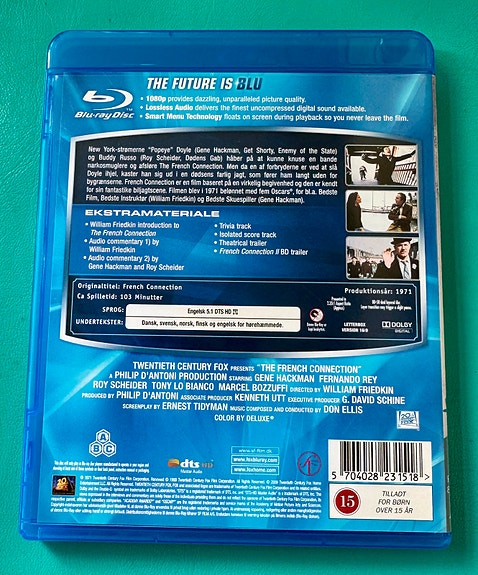 THE FUTURE IS BLU
Blu-ray Disc
• 1080p provides dazzling, unparalleled picture quality.
• Lossless Audio delivers the finest uncompressed digital sound available.
• Smart Menu Technology floats on screen during playback so you never leave the film.
New York-strømerne "Popeye" Doyle (Gene Hackman, Get Shorty, Enemy of the State)
og Buddy Russo (Roy Scheider, Dødens Gab) håber på at kunne knuse en bande
narkosmuglere og afsløre The French Connection. Men da en af forbryderne er ved at slå
Doyle ihjel, kaster han sig ud i en dødens farlig jagt, som fører ham langt uden for
bygrænserne. French Connection er en film baseret på en virkelig begivenhed og den er kendt
for sin fantastiske biljagtscene. Filmen blev i 1971 belønnet med fem Oscars®, for bl.a. Bedste
Film, Bedste Instruktør (William Friedkin) og Bedste Skuespiller (Gene Hackman).
EKSTRAMATERIALE
• William Friedkin introduction to
The French Connection
• Audio commentary 1) by
William Friedkin
• Audio commentary 2) by
Gene Hackman and Roy Scheider
• Trivia track
• Isolated score track
• Theatrical trailer
• French Connection II BD trailer
Originaltitel: French Connection
Produktionsår: 1971
Ca Spilletid: 103 Minutter
SPROG:
Engelsk 5.1 DTS HD
UNDERTEKSTER:
Dansk, svensk, norsk, finsk og engelsk for hørehæmmede.
LETTERBOX
VERSION 16/9
DOLBY
DIGITAL
TWENTIETH CENTURY FOX PRESENTS "THE FRENCH CONNECTION"
A PHILIP D'ANTONI PRODUCTION STARRING GENE HACKMAN FERNANDO REY
ROY SCHEIDER TONY LO BIANCO MARCEL BOZZUFFI DIRECTED BY WILLIAM FRIEDKIN
PRODUCED BY PHILIP D'ANTONI ASSOCIATE PRODUCER KENNETH UTT EXECUTIVE PRODUCER G. DAVID SCHINE
SCREENPLAY BY ERNEST TIDYMAN MUSIC COMPOSED AND CONDUCTED BY DON ELLIS
COLOR BY DELUXE®
A B C
dts HD
Master Audio
www.sf-film.dk
www.foxbluray.com
www.foxhome.com
5 704028 231518
15
TILLADT
FOR BØRN
OVER 15 ÅR